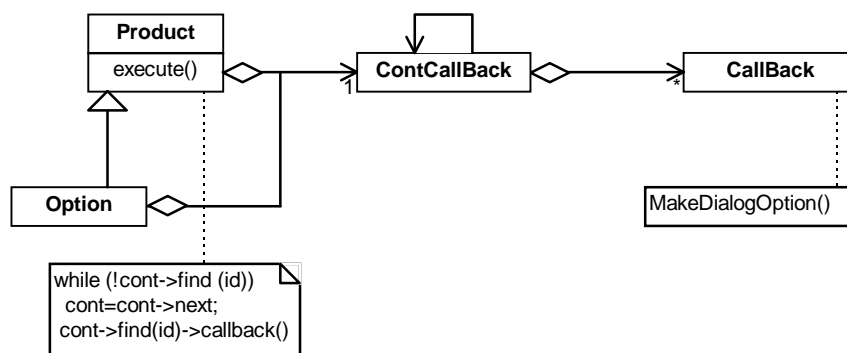 Product
execute()
ContCallBack
CallBack
1
*
Option
MakeDialogOption()
while (!cont->find (id))
cont=cont->next;
cont->find(id)->callback()